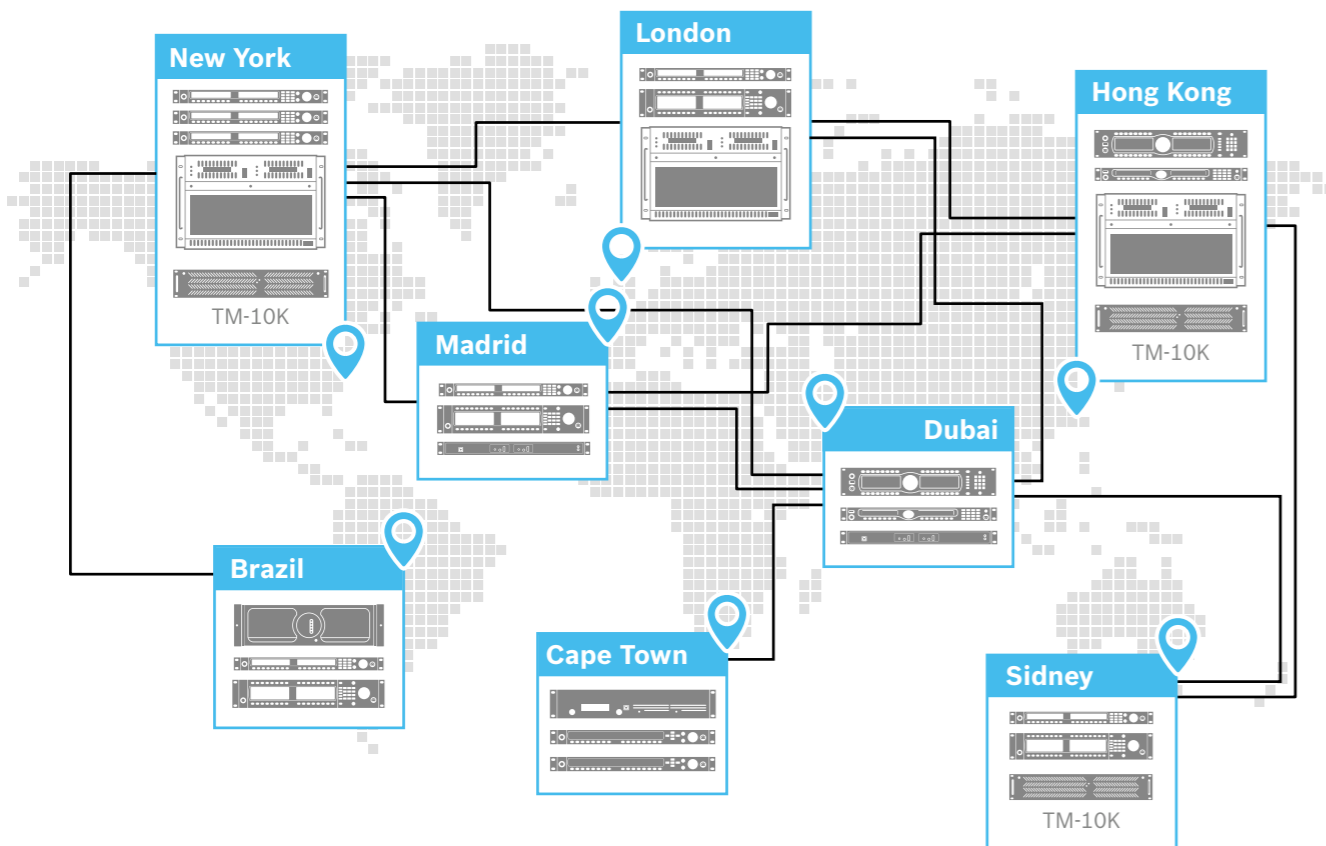 New York
TM-10K
London
Hong Kong
TM-10K
Madrid
Dubai
Brazil
Cape Town
Sidney
TM-10K